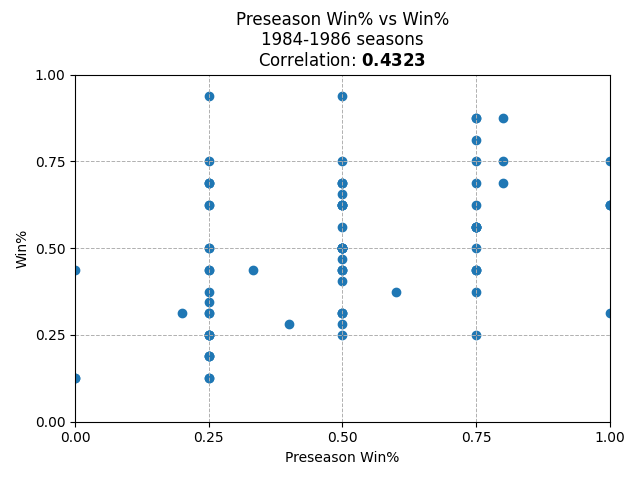 Preseason Win% vs Win%
1984-1986 seasons
Correlation: 0.4323
1.00
0.75
0.50
0.25
0.00
Win%
0.00 0.25 0.50 0.75 1.00
Preseason Win%